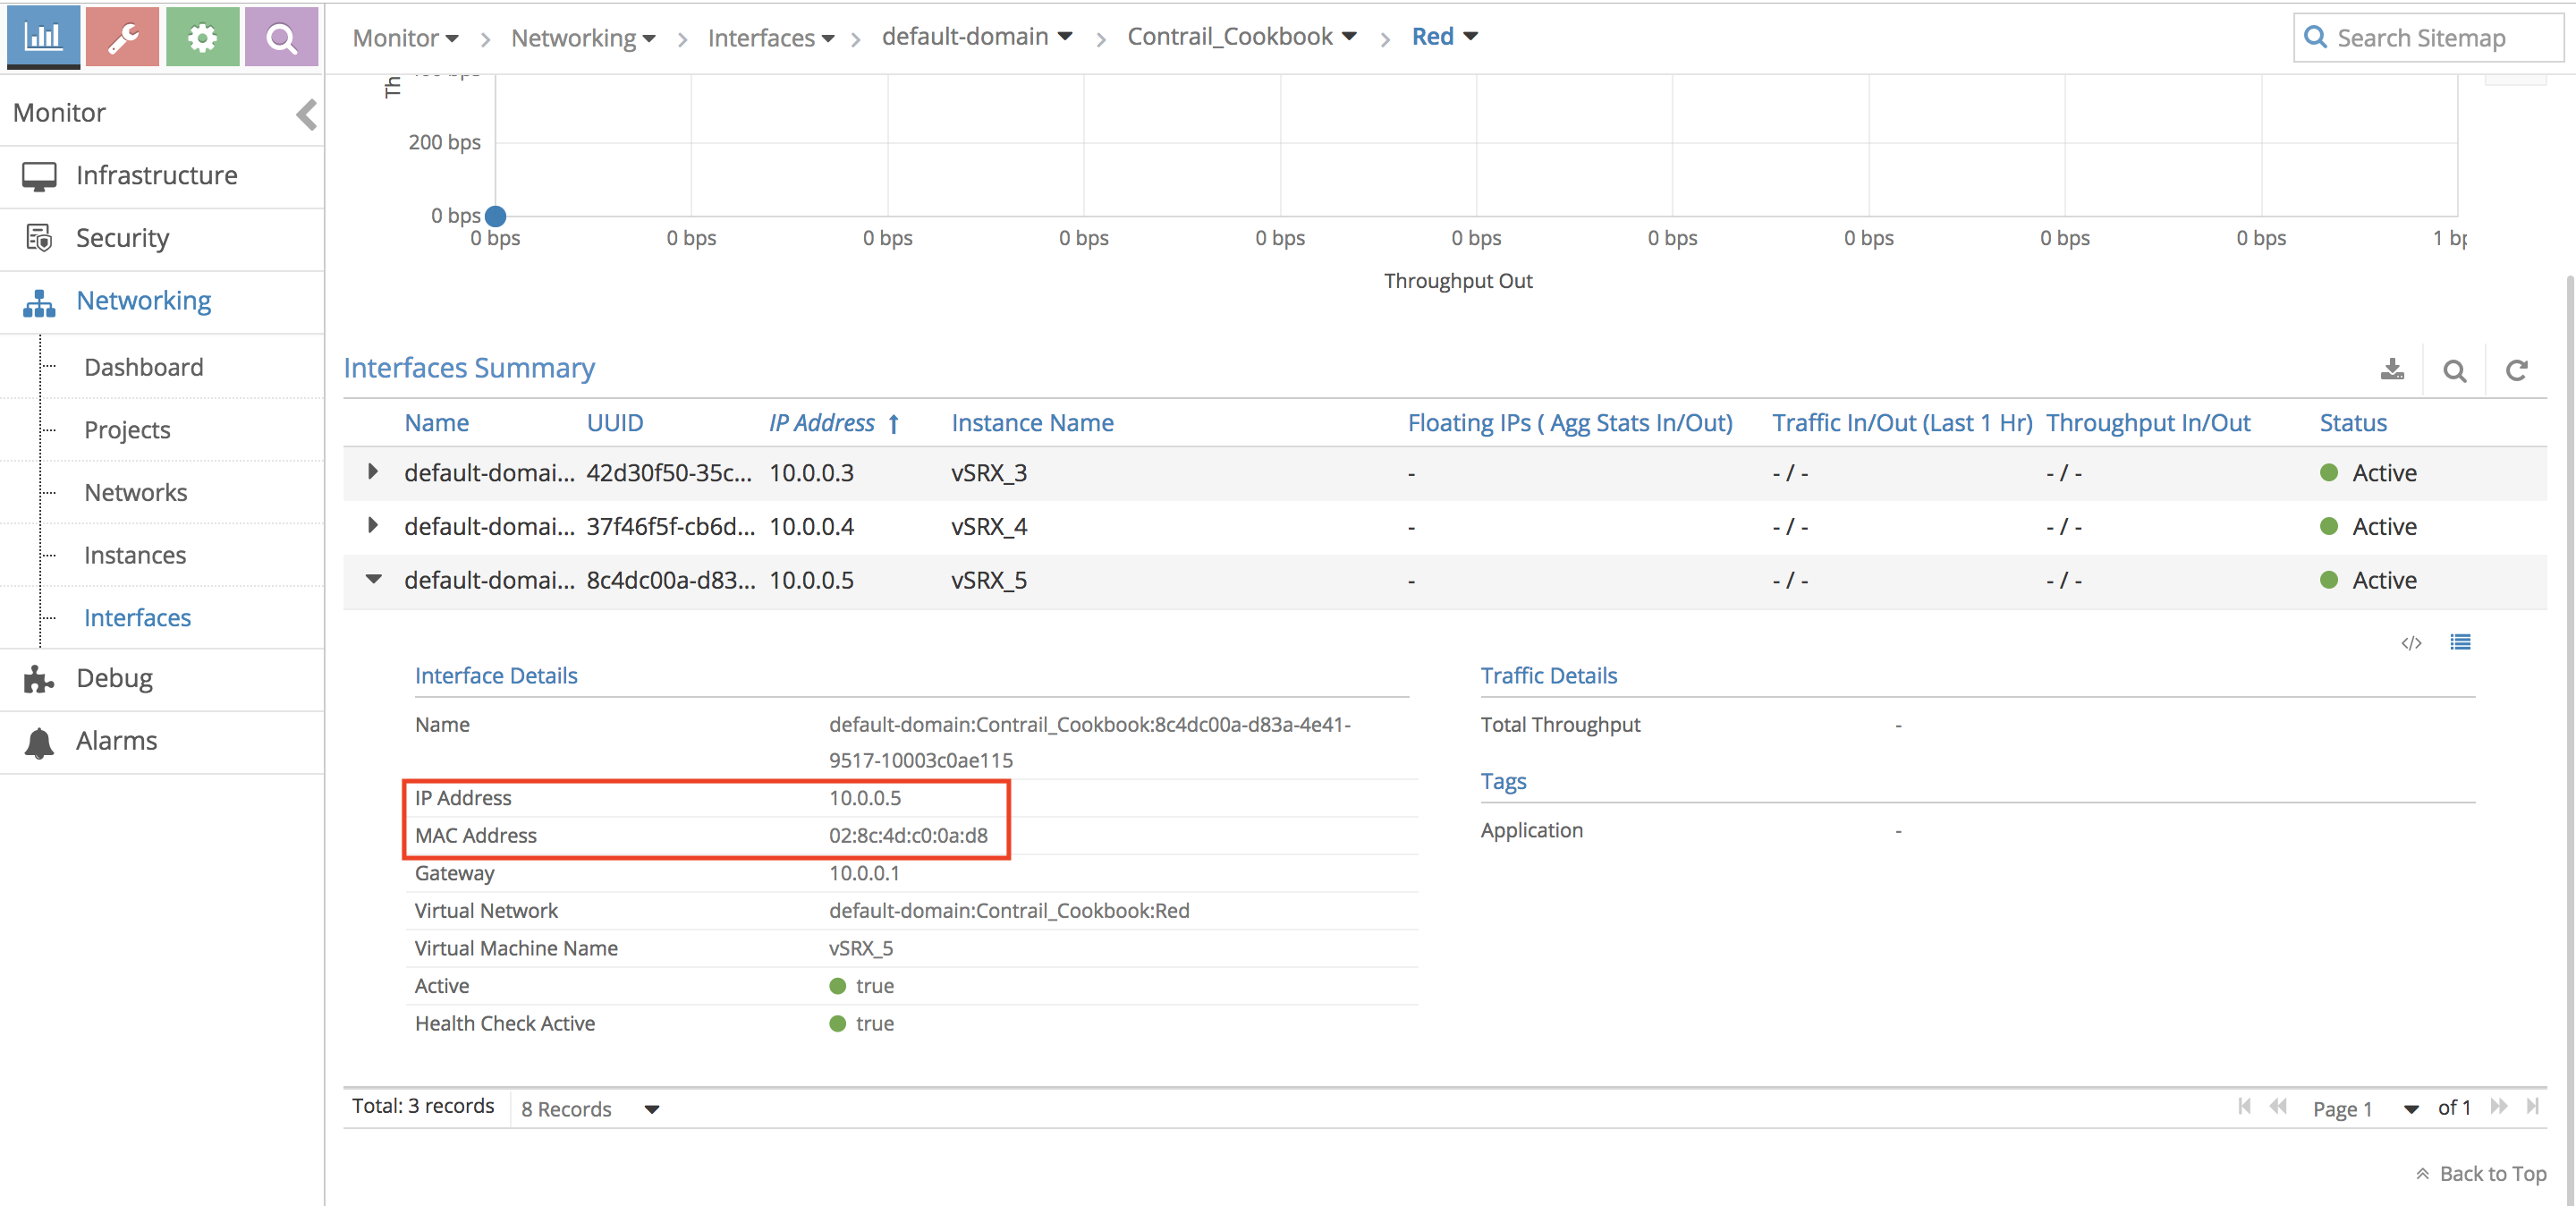 Monitor > Networking > Interfaces > default-domain > Contrail_Cookbook > Red
Search Sitemap
Monitor
Infrastructure
Security
Networking
Dashboard
Projects
Networks
Instances
Interfaces
Debug
Alarms
Th
200 bps
0 bps
0 bps 0 bps 0 bps 0 bps 0 bps 0 bps 0 bps 0 bps 0 bps 0 bps 1
Throughput Out
Interfaces Summary
Name UUID IP Address ↑ Instance Name Floating IPs ( Agg Stats In/Out) Traffic In/Out (Last 1 Hr) Throughput In/Out Status
default-domai... 42d30f50-35c... 10.0.0.3 vSRX_3 - - / - - / - Active
default-domai... 37f46f5f-cb6d... 10.0.0.4 vSRX_4 - - / - - / - Active
default-domai... 8c4dc00a-d83... 10.0.0.5 vSRX_5 - - / - - / - Active
</>
Interface Details
Name default-domain:Contrail_Cookbook:8c4dc00a-d83a-4e41-
9517-10003c0ae115
IP Address 10.0.0.5
MAC Address 02:8c:4d:c0:0a:d8
Gateway 10.0.0.1
Virtual Network default-domain:Contrail_Cookbook:Red
Virtual Machine Name vSRX_5
Active true
Health Check Active true
Traffic Details
Total Throughput -
Tags
Application -
Total: 3 records 8 Records
Page 1 of 1
Back to Top